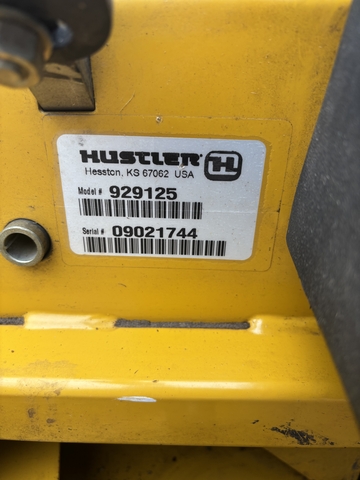 HUSTLER H
Hesston, KS 67062 USA
Model # 929125
Serial # 09021744